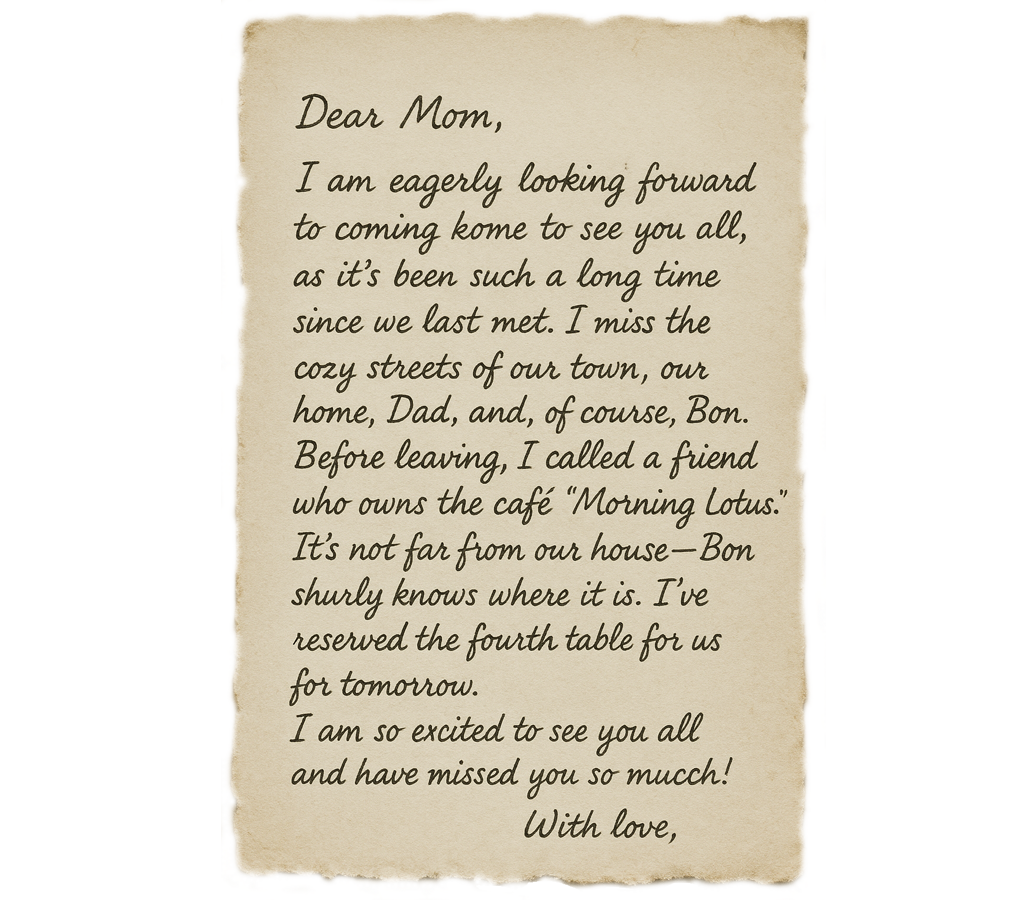 Dear Mom,
I am eagerly looking forward
to coming kome to see you all,
as it's been such a long time
since we last met. I miss the
cozy streets of our town, our
home, Dad, and, of course, Bon.
Before leaving, I called a friend
who owns the café “Morning Lotus.”
It's not far from our house—Bon
shurly knows where it is. I've
reserved the fourth table for us
for tomorrow.
I am so excited to see you all
and have missed you so mucch!
With love,